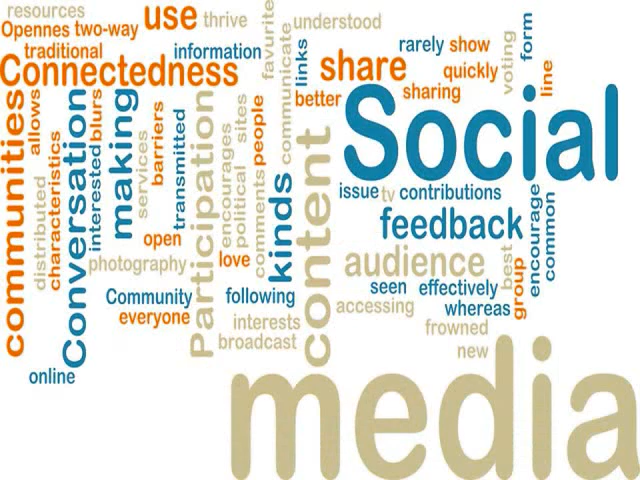 resources
use
thrive
favurite
understood
form
Opennes
two-way
rarely
show
voting
traditional
information
communicate
links
Connectedness
share
quickly
line
better
sharing
communities
allows
Conversation
blurs
making
barriers
Participation
sites
people
content
Social
distributed
characteristics
interested
services
transmitted
encourages
political
comments
kinds
issue
tv
contributions
encourage
common
feedback
open
love
photography
audience
best
group
Community
following
seen
effectively
everyone
accessing
whereas
interests
frowned
broadcast
new
online
media